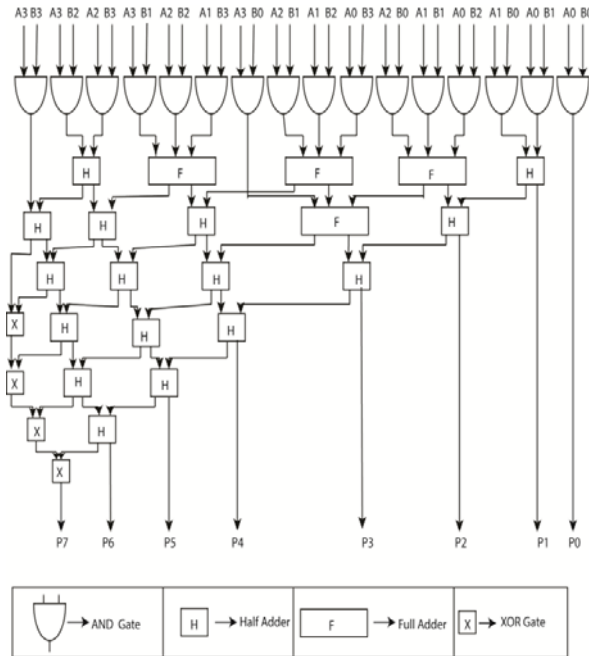 A3 B3 A3 B2 A2 B3 A3 B1 A2 B2 A1 B3 A3 B0 A2 B1 A1 B2 A0 B3 A2 B0 A1 B1 A0 B2 A1 B0 A0 B1 A0 B0
H F F F H
H H H F H
H H H H
X H H H
X H H
X H
X
P7 P6 P5 P4 P3 P2 P1 P0
AND Gate H Half Adder F Full Adder X XOR Gate